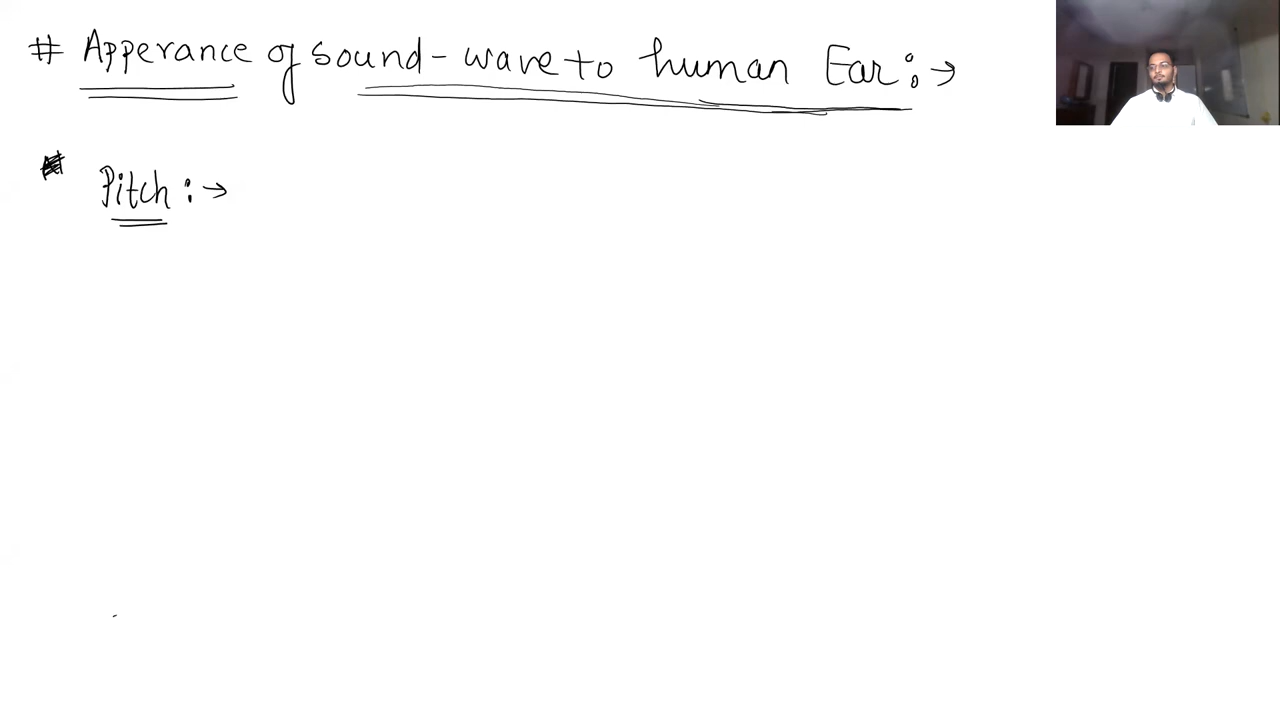 # Apperance of sound-wave to human Ear:→
* Pitch:→